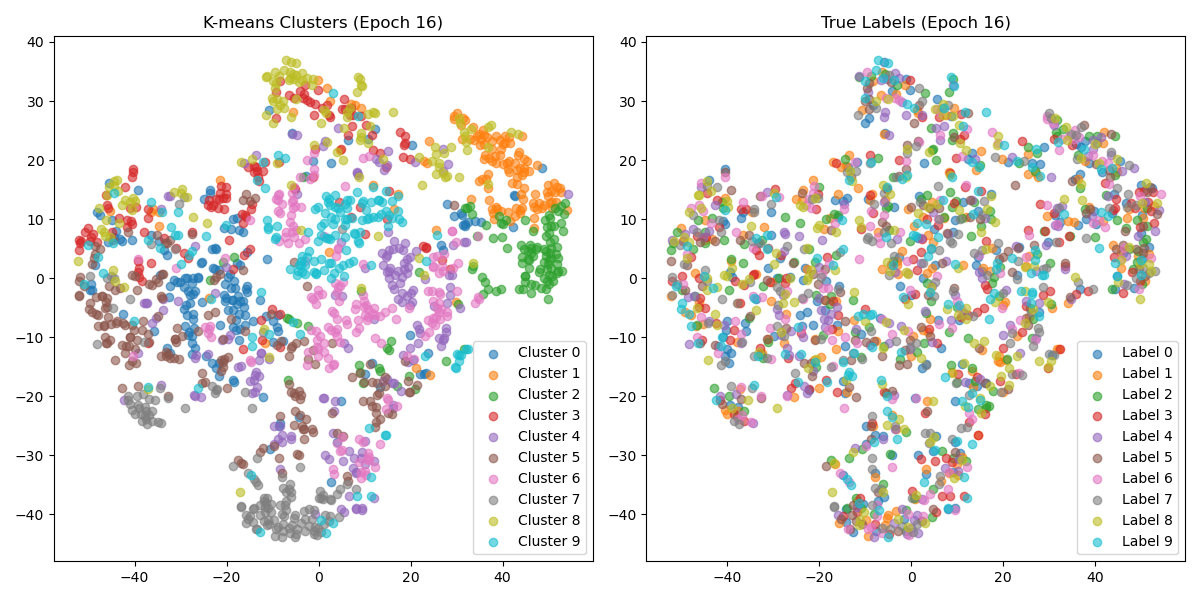 K-means Clusters (Epoch 16)
40
30
20
10
0
−10
−20
−30
−40
−40
−20
0
20
40
Cluster 0
Cluster 1
Cluster 2
Cluster 3
Cluster 4
Cluster 5
Cluster 6
Cluster 7
Cluster 8
Cluster 9
True Labels (Epoch 16)
40
30
20
10
0
−10
−20
−30
−40
−40
−20
0
20
40
Label 0
Label 1
Label 2
Label 3
Label 4
Label 5
Label 6
Label 7
Label 8
Label 9